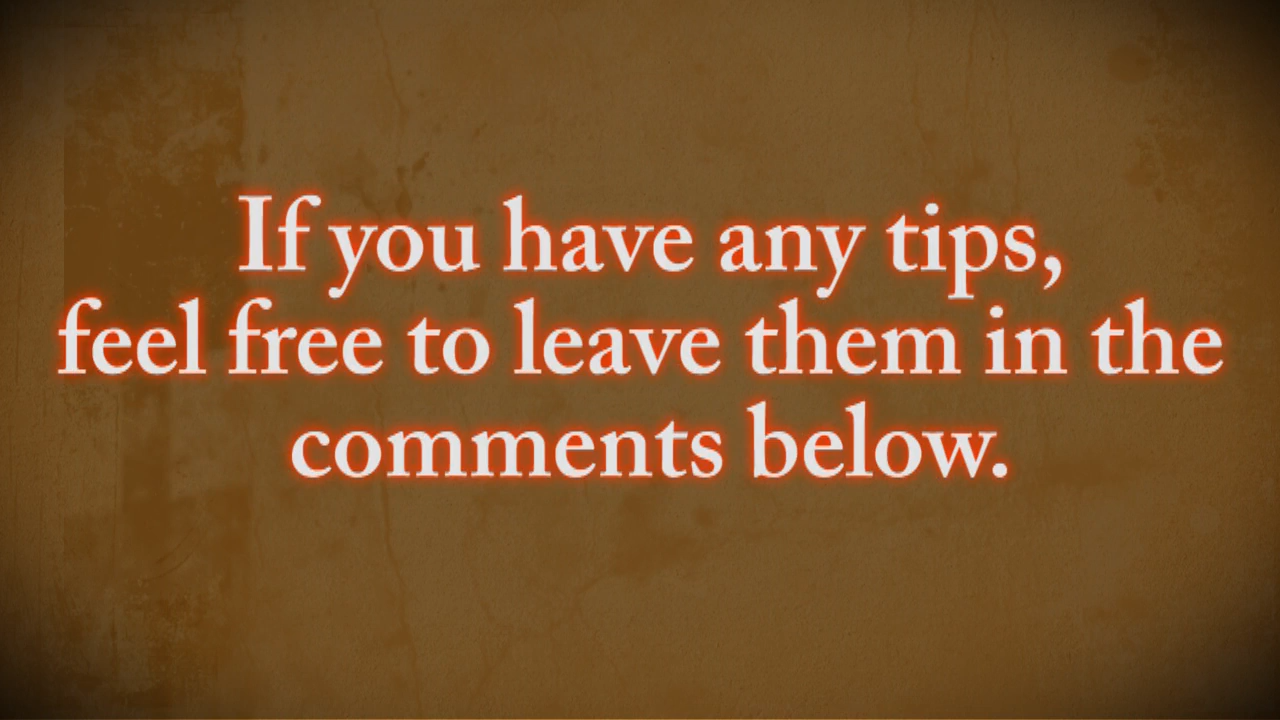 If you have any tips,
feel free to leave them in the
comments below.